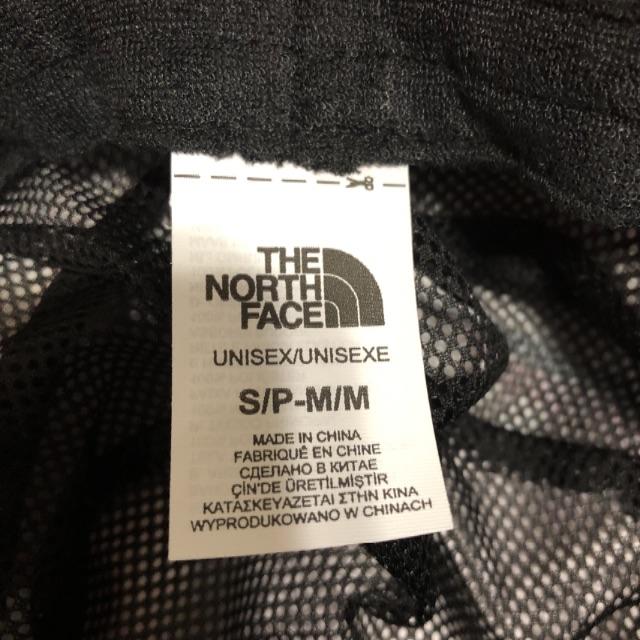 THE
NORTH
FACE
UNISEX/UNISEXE
S/P-M/M
MADE IN CHINA
FABRIQUÉ EN CHINE
СДЕЛАНО В КИТАЕ
ÇİN'DE ÜRETİLMİŞTİR
ΚΑΤΑΣΚΕΥΑΖΕΤΑΙ ΣΤΗΝ ΚΙΝΑ
WYPRODUKOWANO W CHINACH